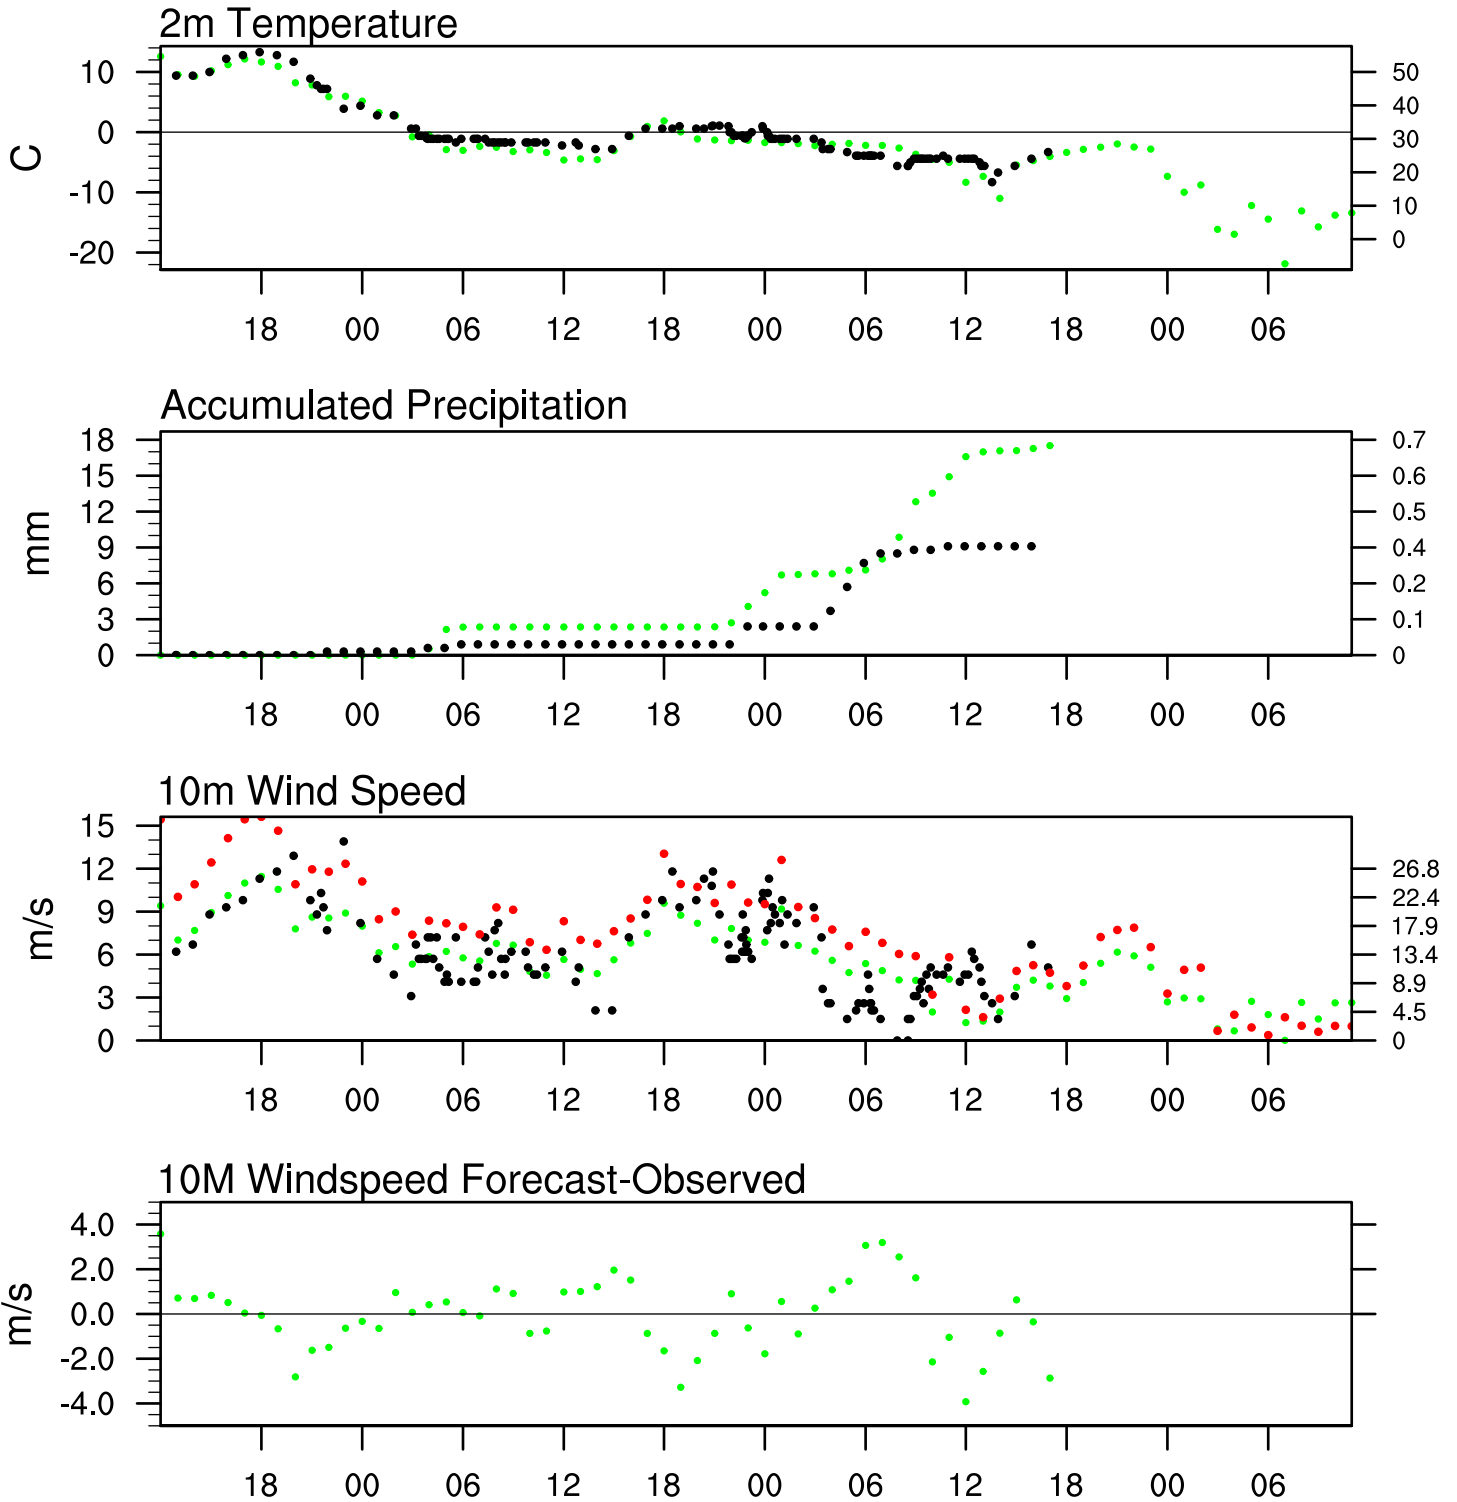 2m Temperature
10 50
40
0 30
C
20
-10
10
0
-20
18 00 06 12 18 00 06 12 18 00 06
Accumulated Precipitation
18 0.7
15 0.6
12 0.5
mm
9 0.4
6 0.2
3 0.1
0 0
18 00 06 12 18 00 06 12 18 00 06
10m Wind Speed
15
12 26.8
22.4
9 17.9
m/s
6 13.4
8.9
3
4.5
0 0
18 00 06 12 18 00 06 12 18 00 06
10M Windspeed Forecast-Observed
4.0
2.0
0.0
m/s
-2.0
-4.0
18 00 06 12 18 00 06 12 18 00 06